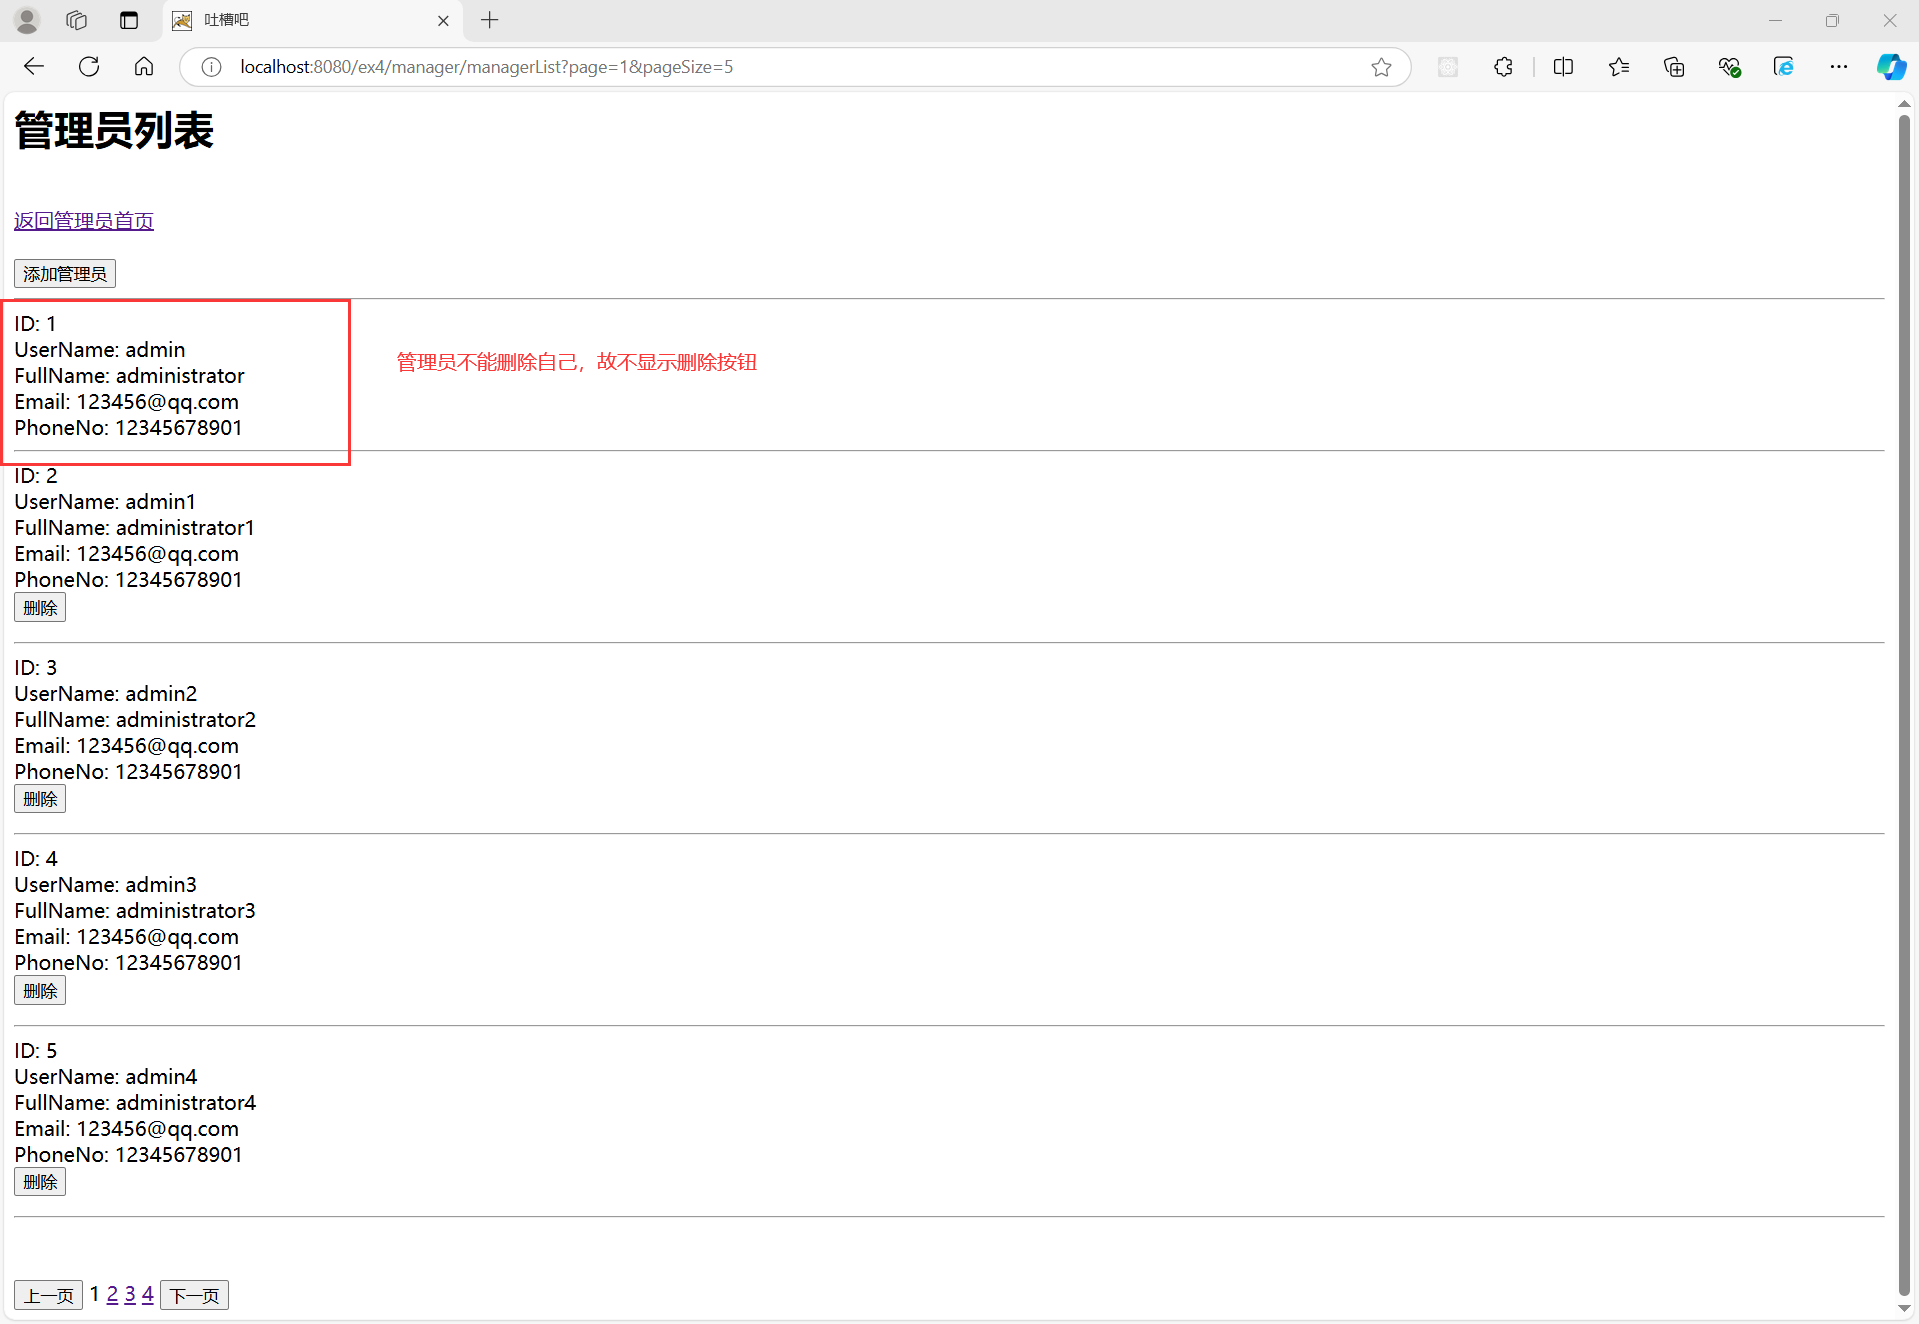 吐槽吧
localhost:8080/ex4/manager/managerList?page=1&pageSize=5
管理员列表
返回管理员首页
添加管理员
ID: 1
UserName: admin
FullName: administrator
Email: 123456@qq.com
PhoneNo: 12345678901
管理员不能删除自己，故不显示删除按钮
ID: 2
UserName: admin1
FullName: administrator1
Email: 123456@qq.com
PhoneNo: 12345678901
删除
ID: 3
UserName: admin2
FullName: administrator2
Email: 123456@qq.com
PhoneNo: 12345678901
删除
ID: 4
UserName: admin3
FullName: administrator3
Email: 123456@qq.com
PhoneNo: 12345678901
删除
ID: 5
UserName: admin4
FullName: administrator4
Email: 123456@qq.com
PhoneNo: 12345678901
删除
上一页 1 2 3 4 下一页